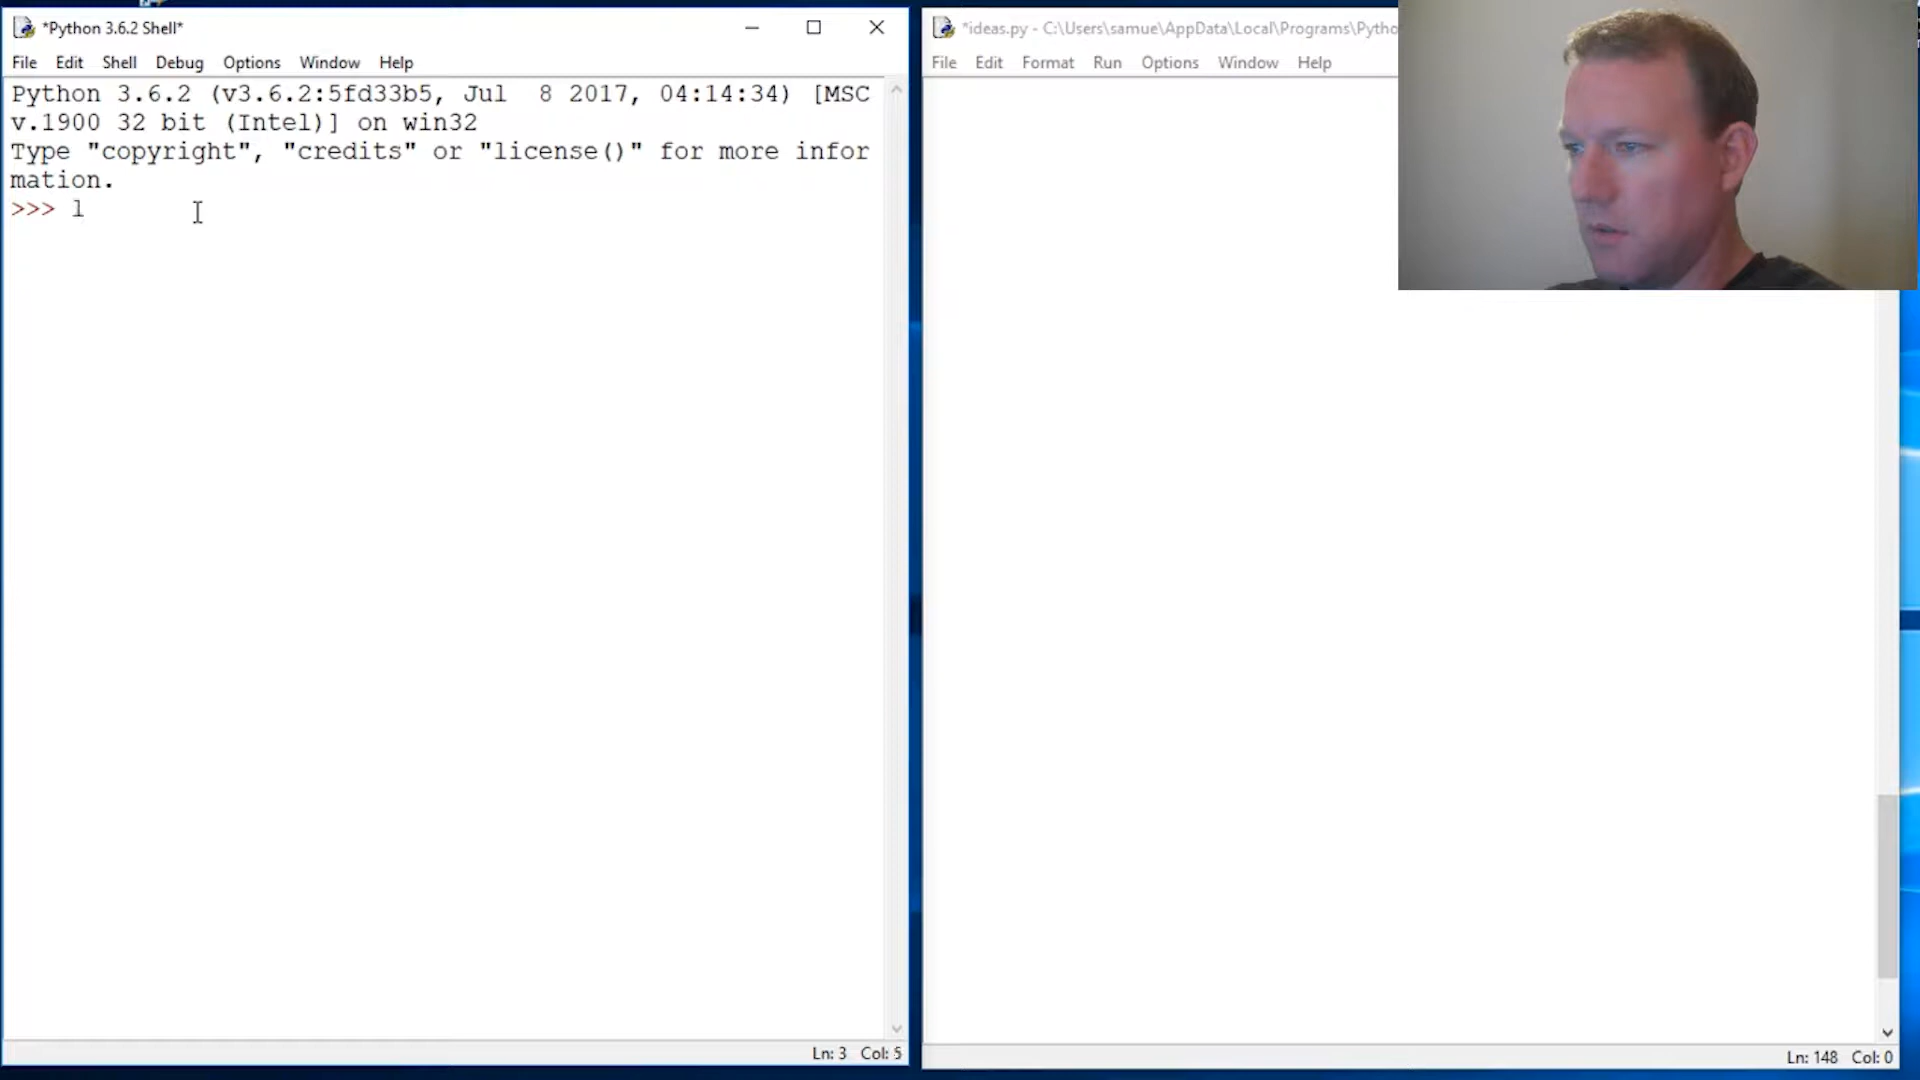 *Python 3.6.2 Shell*
File Edit Shell Debug Options Window Help
Python 3.6.2 (v3.6.2:5fd33b5, Jul  8 2017, 04:14:34) [MSC
v.1900 32 bit (Intel)] on win32
Type "copyright", "credits" or "license()" for more infor
mation.
>>> l
Ln: 3 Col: 5
*ideas.py - C:\Users\samue\AppData\Local\Programs\Pytho
File Edit Format Run Options Window Help
Ln: 148 Col: 0